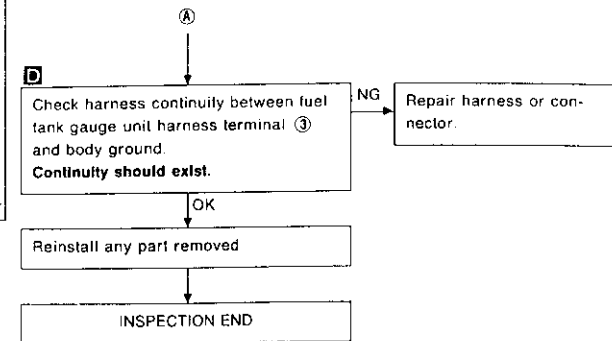 Ⓐ
D
Check harness continuity between fuel
tank gauge unit harness terminal ③
and body ground.
Continuity should exist.
NG
Repair harness or con-
nector.
OK
Reinstall any part removed
INSPECTION END